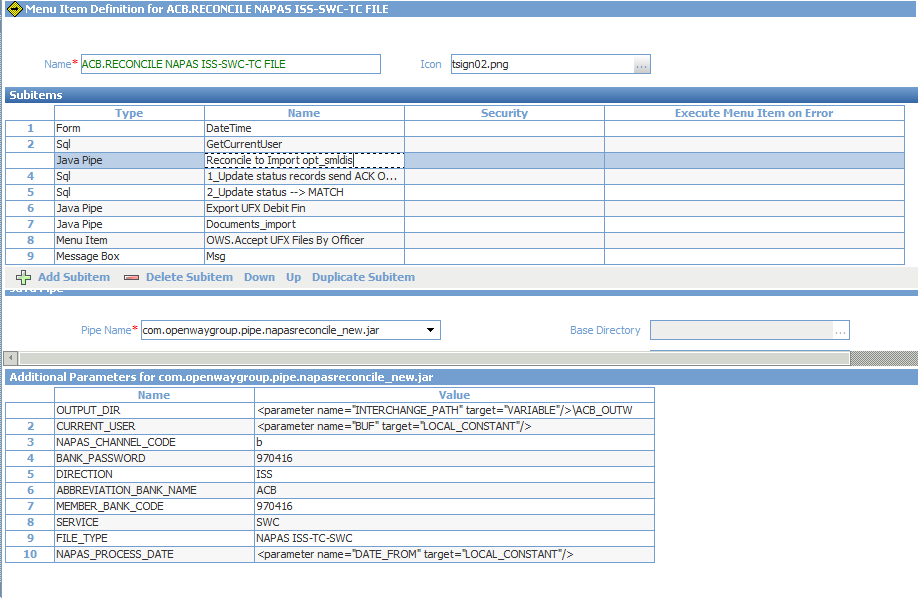 Menu Item Definition for ACB.RECONCILE NAPAS ISS-SWC-TC FILE
Name* ACB.RECONCILE NAPAS ISS-SWC-TC FILE Icon tsign02.png ...
Subitems
Type Name Security Execute Menu Item on Error
1 Form DateTime
2 Sql GetCurrentUser
Java Pipe Reconcile to Import opt_smldis
4 Sql 1_Update status records send ACK O...
5 Sql 2_Update status --> MATCH
6 Java Pipe Export UFX Debit Fin
7 Java Pipe Documents_import
8 Menu Item OWS.Accept UFX Files By Officer
9 Message Box Msg
Add Subitem Delete Subitem Down Up Duplicate Subitem
Java Pipe
Pipe Name* com.openwaygroup.pipe.napasreconcile_new.jar Base Directory ...
Additional Parameters for com.openwaygroup.pipe.napasreconcile_new.jar
Name Value
OUTPUT_DIR <parameter name="INTERCHANGE_PATH" target="VARIABLE"/>\ACB_OUTW
2 CURRENT_USER <parameter name="BUF" target="LOCAL_CONSTANT"/>
3 NAPAS_CHANNEL_CODE b
4 BANK_PASSWORD 970416
5 DIRECTION ISS
6 ABBREVIATION_BANK_NAME ACB
7 MEMBER_BANK_CODE 970416
8 SERVICE SWC
9 FILE_TYPE NAPAS ISS-TC-SWC
10 NAPAS_PROCESS_DATE <parameter name="DATE_FROM" target="LOCAL_CONSTANT"/>